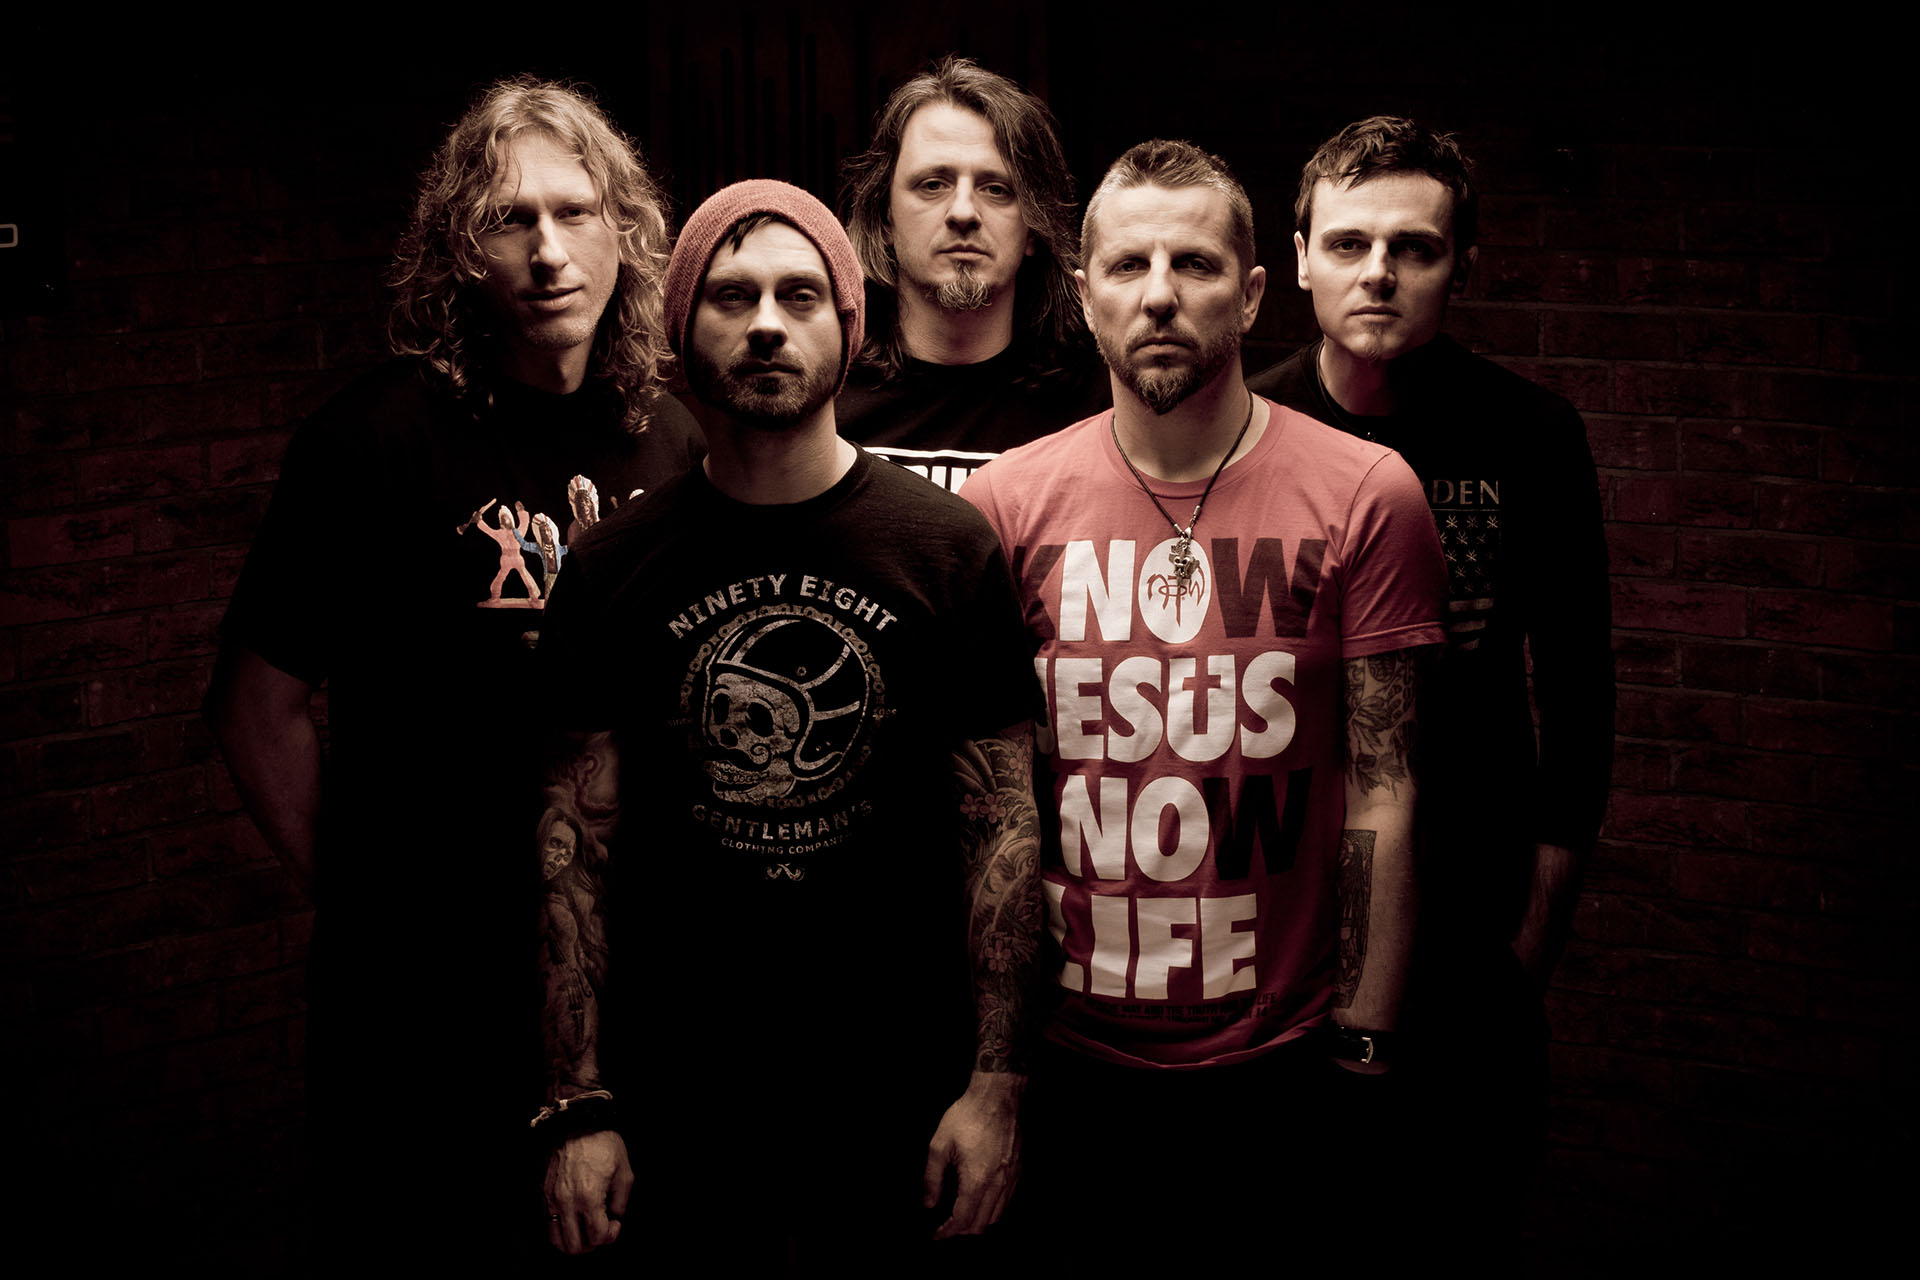 NINETY EIGHT
GENTLEMAN'S
CLOTHING COMPANY
KNOW
JESUS
KNOW
LIFE
DEN